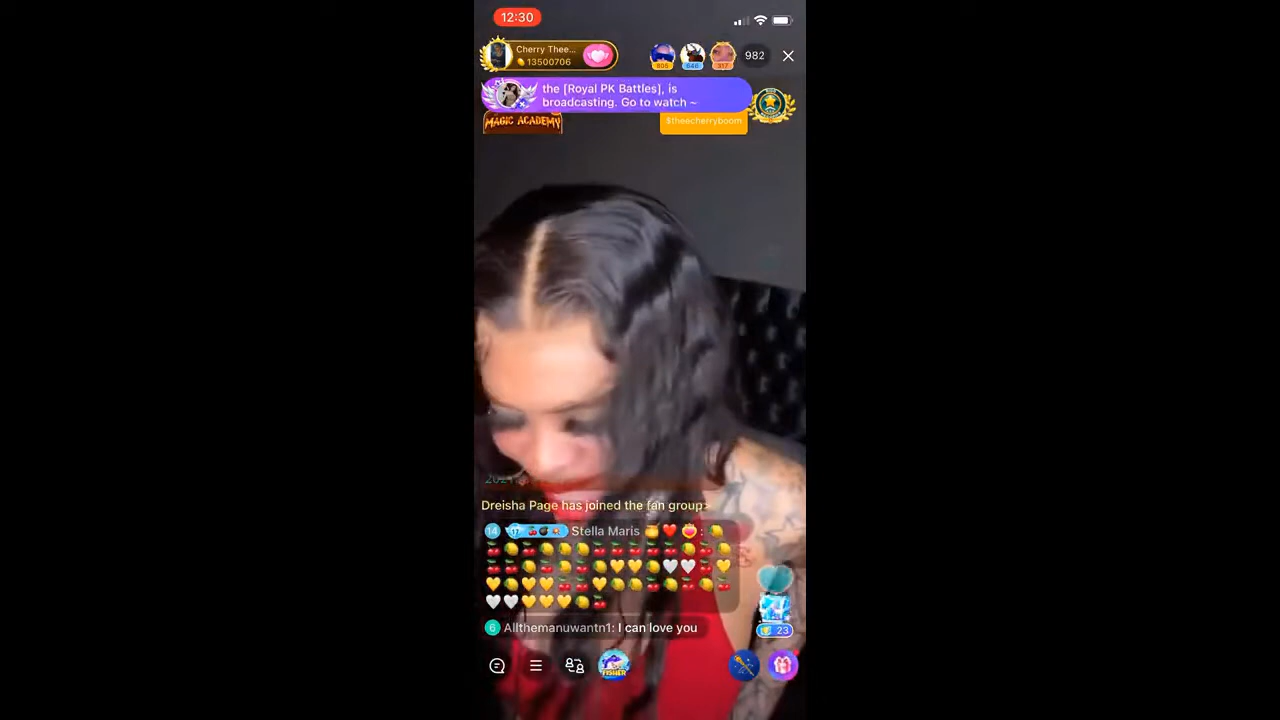 12:30
Cherry Thee...
13500706
805
646
317
982
the [Royal PK Battles], is
broadcasting. Go to watch ~
MAGIC ACADEMY
$theecherryboom
Dreisha Page has joined the fan group>
14 Stella Maris 🍯❤️💝: 🍋
🍒🍋🍒🍋🍋🍋🍒🍒🍒🍒🍒🍋🍒🍋
🍒🍒🍋🍒🍋🍒🍋💛💛🍋🤍🤍🍒💛
💛🍋💛💛🍒🍒💛🍋🍋🍒🍋🍒🍋🍒
🤍🤍💛💛💛🍋🍒
6 Allthemanuwantn1: I can love you
23
FISHER